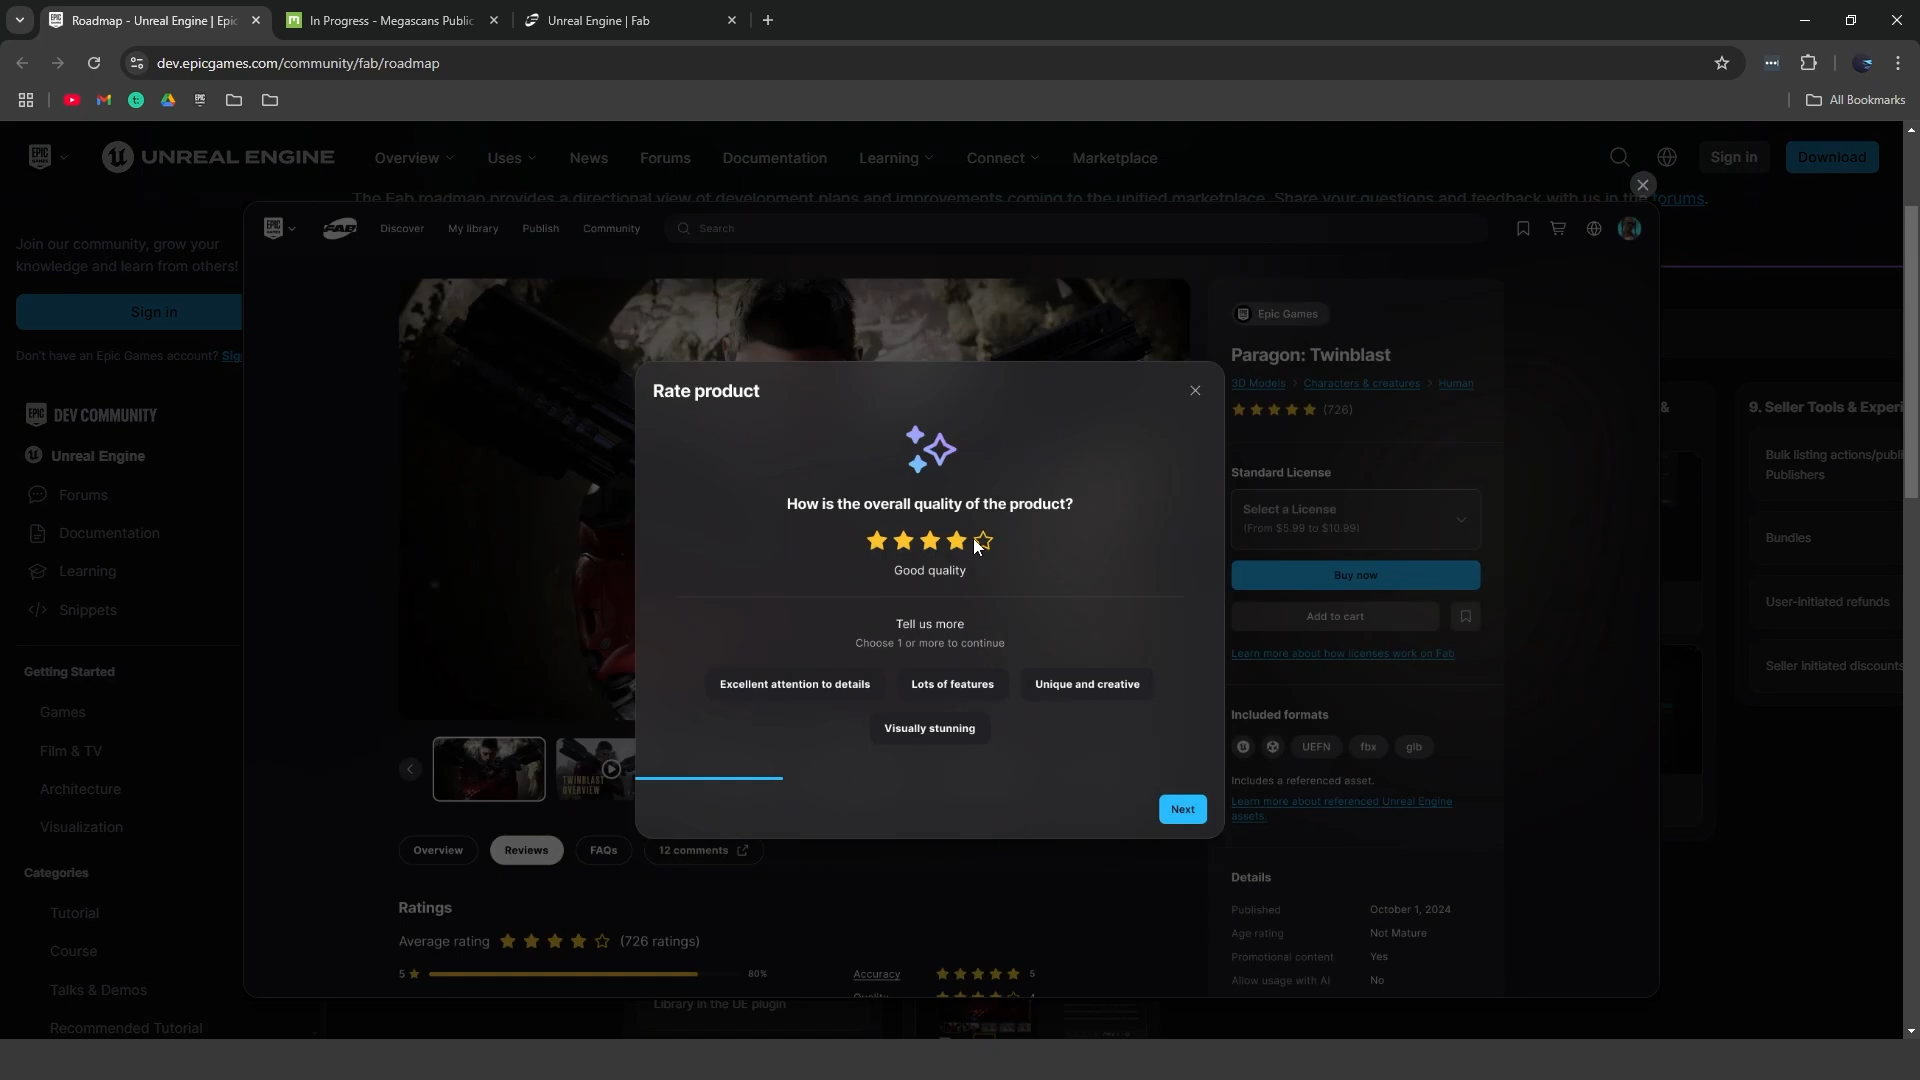 Roadmap - Unreal Engine | Epic
In Progress - Megascans Public
Unreal Engine | Fab
dev.epicgames.com/community/fab/roadmap
All Bookmarks
UNREAL ENGINE
Overview
Uses
News
Forums
Documentation
Learning
Connect
Marketplace
Sign in
Download
The Fab roadmap provides a directional view of development plans and improvements coming to the unified marketplace. Share your questions and feedback with us in the forums.
Join our community, grow your
knowledge and learn from others!
Sign in
Don't have an Epic Games account? Sig
DEV COMMUNITY
Unreal Engine
Forums
Documentation
Learning
Snippets
Getting Started
Games
Film & TV
Architecture
Visualization
Categories
Tutorial
Course
Talks & Demos
Recommended Tutorial
EPIC
FAB
Discover
My library
Publish
Community
Search
Rate product
How is the overall quality of the product?
Good quality
Tell us more
Choose 1 or more to continue
Excellent attention to details
Lots of features
Unique and creative
Visually stunning
Next
TWINBLAST
OVERVIEW
Overview
Reviews
FAQs
12 comments
Ratings
Average rating
(726 ratings)
5
80%
Accuracy
5
Quality
4
Library in the UE plugin
Epic Games
Paragon: Twinblast
3D Models > Characters & creatures > Human
(726)
Standard License
Select a License
(From $5.99 to $10.99)
Buy now
Add to cart
Learn more about how licenses work on Fab
Included formats
UEFN
fbx
glb
Includes a referenced asset.
Learn more about referenced Unreal Engine
assets.
Details
Published
October 1, 2024
Age rating
Not Mature
Promotional content
Yes
Allow usage with AI
No
&
9. Seller Tools & Experi
Bulk listing actions/publi
Publishers
Bundles
User-initiated refunds
Seller initiated discounts